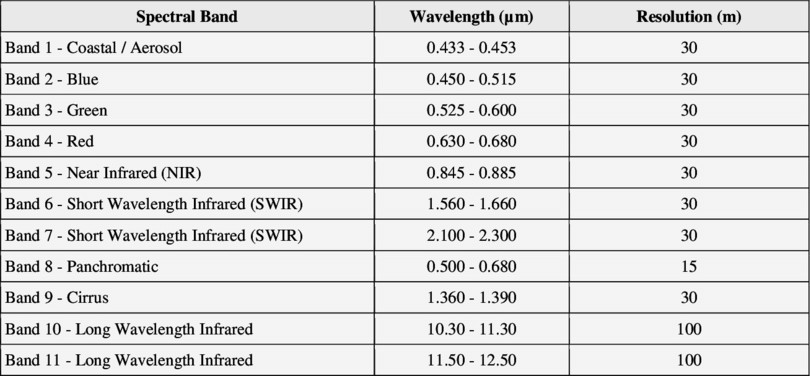 Spectral Band Wavelength (µm) Resolution (m)
Band 1 - Coastal / Aerosol 0.433 - 0.453 30
Band 2 - Blue 0.450 - 0.515 30
Band 3 - Green 0.525 - 0.600 30
Band 4 - Red 0.630 - 0.680 30
Band 5 - Near Infrared (NIR) 0.845 - 0.885 30
Band 6 - Short Wavelength Infrared (SWIR) 1.560 - 1.660 30
Band 7 - Short Wavelength Infrared (SWIR) 2.100 - 2.300 30
Band 8 - Panchromatic 0.500 - 0.680 15
Band 9 - Cirrus 1.360 - 1.390 30
Band 10 - Long Wavelength Infrared 10.30 - 11.30 100
Band 11 - Long Wavelength Infrared 11.50 - 12.50 100